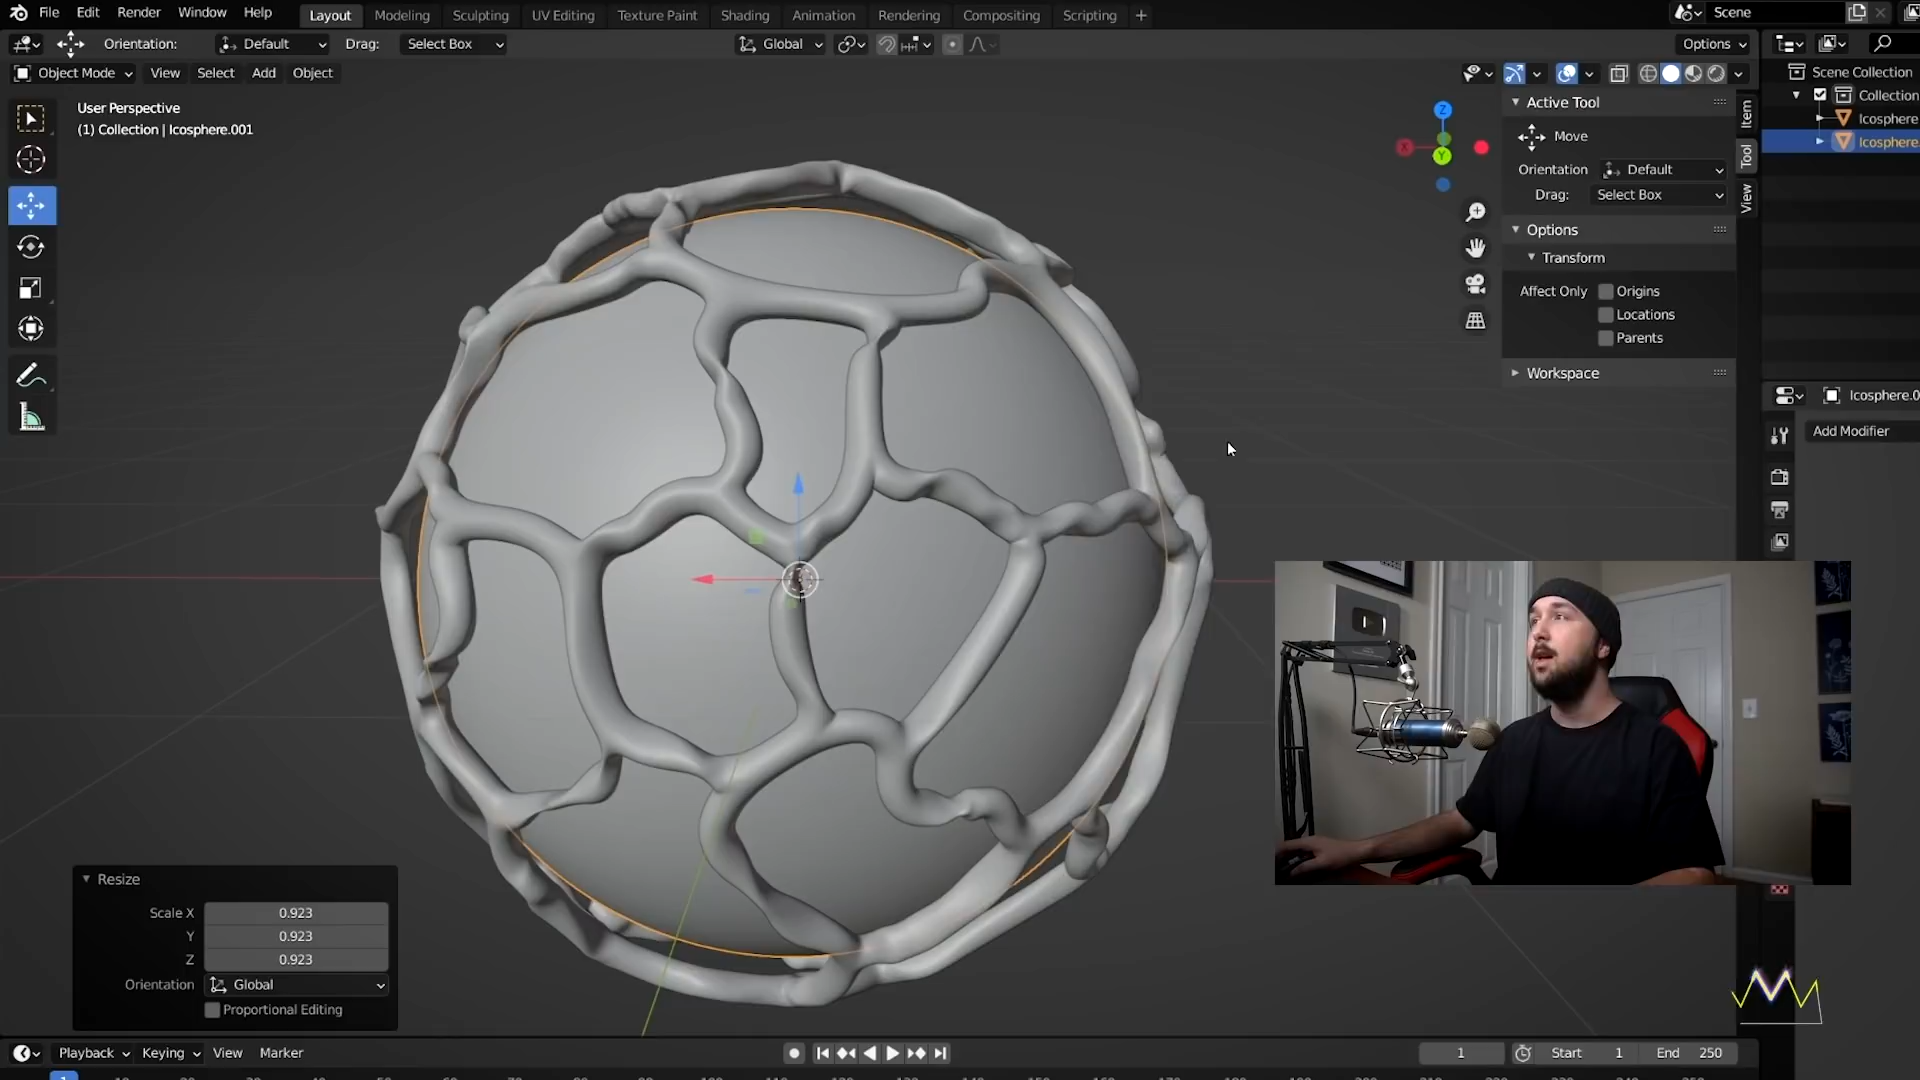 File Edit Render Window Help Layout Modeling Sculpting UV Editing Texture Paint Shading Animation Rendering Compositing Scripting + Scene
Orientation: Default Drag: Select Box Global Options
Object Mode View Select Add Object Scene Collection
User Perspective
(1) Collection | Icosphere.001
Active Tool
Collection
Icosphere
Icosphere.
Move
Orientation Default
Drag: Select Box
Options
Transform
Affect Only Origins
Locations
Parents
Workspace
Item
Tool
View
Z
X
Y
Icosphere.0
Add Modifier
Resize
Scale X 0.923
Y 0.923
Z 0.923
Orientation Global
Proportional Editing
Playback Keying View Marker 1 Start 1 End 250
1